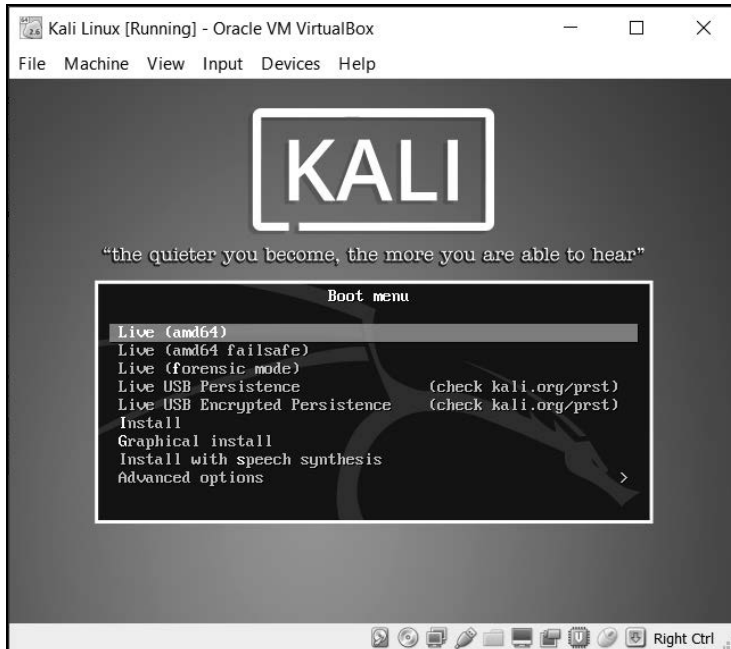 Kali Linux [Running] - Oracle VM VirtualBox
File Machine View Input Devices Help
KALI
“the quieter you become, the more you are able to hear”
Boot menu
Live (amd64)
Live (amd64 failsafe)
Live (forensic mode)
Live USB Persistence (check kali.org/prst)
Live USB Encrypted Persistence (check kali.org/prst)
Install
Graphical install
Install with speech synthesis
Advanced options >
Right Ctrl